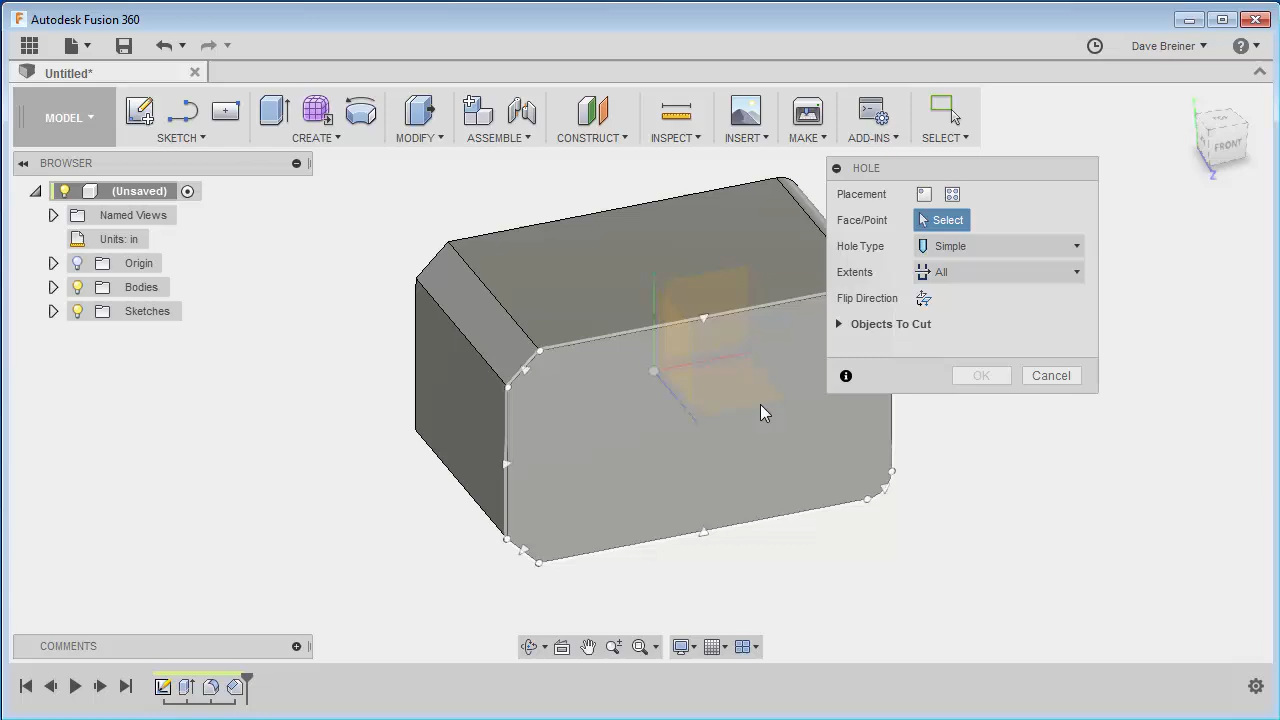 Autodesk Fusion 360
Dave Breiner
Untitled*
MODEL
SKETCH
CREATE
MODIFY
ASSEMBLE
CONSTRUCT
INSPECT
INSERT
MAKE
ADD-INS
SELECT
TOP
FRONT
Z
BROWSER
(Unsaved)
Named Views
Units: in
Origin
Bodies
Sketches
HOLE
Placement
Face/Point Select
Hole Type Simple
Extents All
Flip Direction
Objects To Cut
OK Cancel
COMMENTS